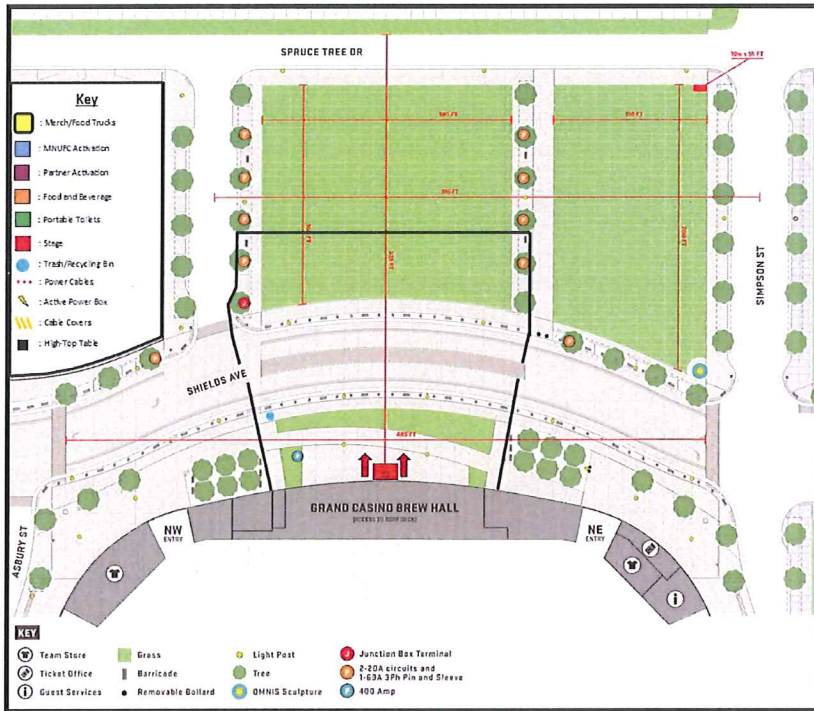 SPRUCE TREE DR
Key
: Merch/Food Trucks
: MNUFC Activation
: Partner Activation
: Food and Beverage
: Portable Toilets
: Stage
: Trash/Recycling Bin
: Power Cables
: Active Power Box
: Cable Covers
: High-Top Table
SIMPSON ST
SHIELDS AVE
445 FT
GRAND CASINO BREW HALL
NW
ENTRY
NE
ENTRY
ASBURY ST
KEY
Team Store
Grass
Light Post
J Junction Box Terminal
Ticket Office
Barricade
Tree
P 2-20A circuits and
1-60A 3Ph Pin and Sleeve
i Guest Services
Removable Bollard
OMNIS Sculpture
P 400 Amp